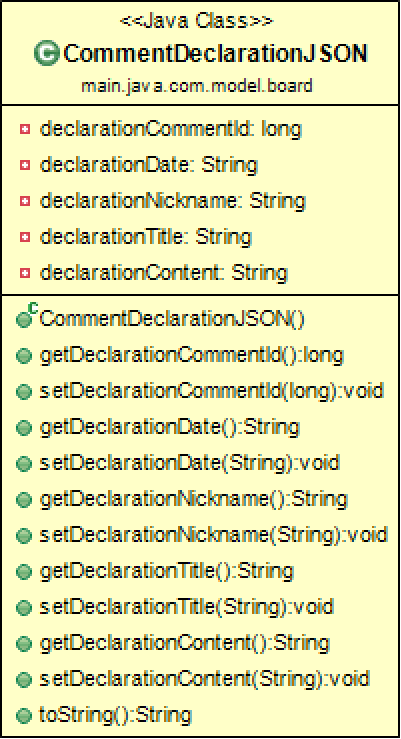 <<Java Class>>
C CommentDeclarationJSON
main.java.com.model.board
declarationCommentId: long
declarationDate: String
declarationNickname: String
declarationTitle: String
declarationContent: String
C CommentDeclarationJSON()
getDeclarationCommentId():long
setDeclarationCommentId(long):void
getDeclarationDate():String
setDeclarationDate(String):void
getDeclarationNickname():String
setDeclarationNickname(String):void
getDeclarationTitle():String
setDeclarationTitle(String):void
getDeclarationContent():String
setDeclarationContent(String):void
toString():String